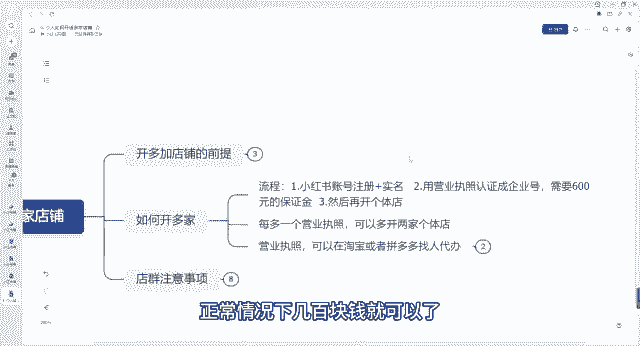 开多加店铺的前提
3
流程：1.小红书账号注册+实名 2.用营业执照认证成企业号，需要600
元的保证金 3.然后再开个体店
家店铺
如何开多家
每多一个营业执照，可以多开两家个体店
营业执照，可以在淘宝或者拼多多找人代办
2
店群注意事项
8
正常情况下几百块钱就可以了